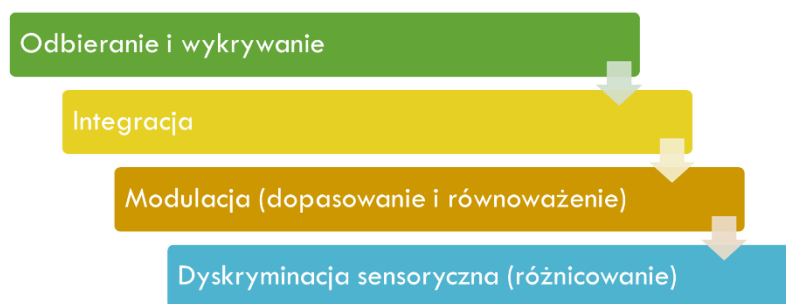 Odbieranie i wykrywanie
Integracja
Modulacja (dopasowanie i równoważenie)
Dyskryminacja sensoryczna (różnicowanie)